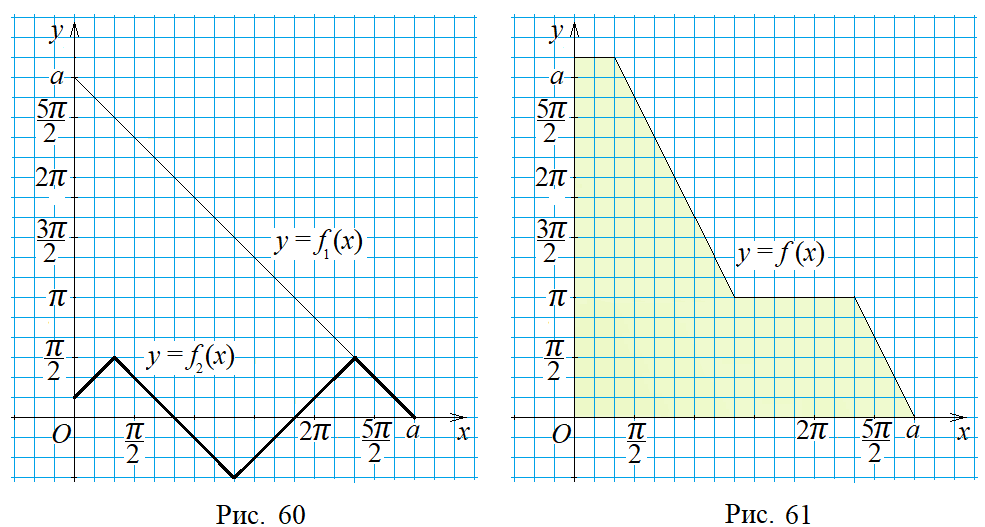 y
a
5π/2
2π
3π/2
π
π/2
y = f₁(x)
y = f₂(x)
O
π/2
2π
5π/2
a
x
Рис. 60
y
a
5π/2
2π
3π/2
π
π/2
y = f (x)
O
π/2
2π
5π/2
a
x
Рис. 61